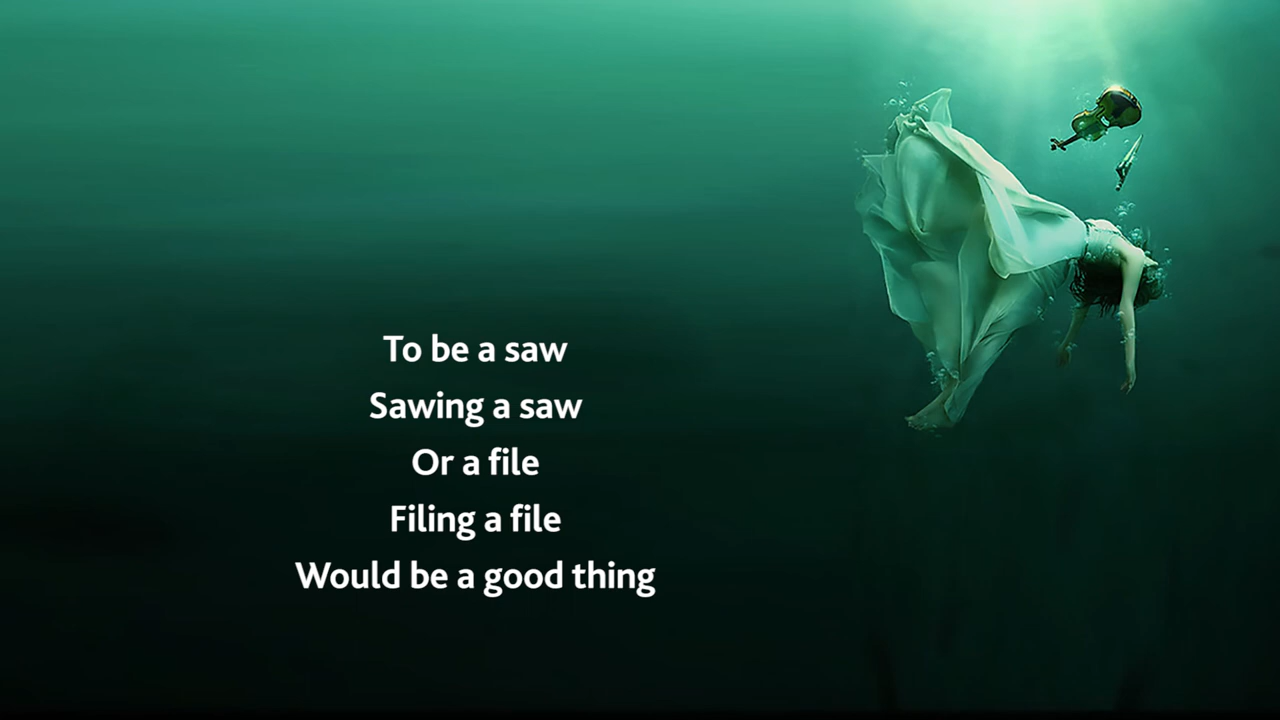 To be a saw
Sawing a saw
Or a file
Filing a file
Would be a good thing